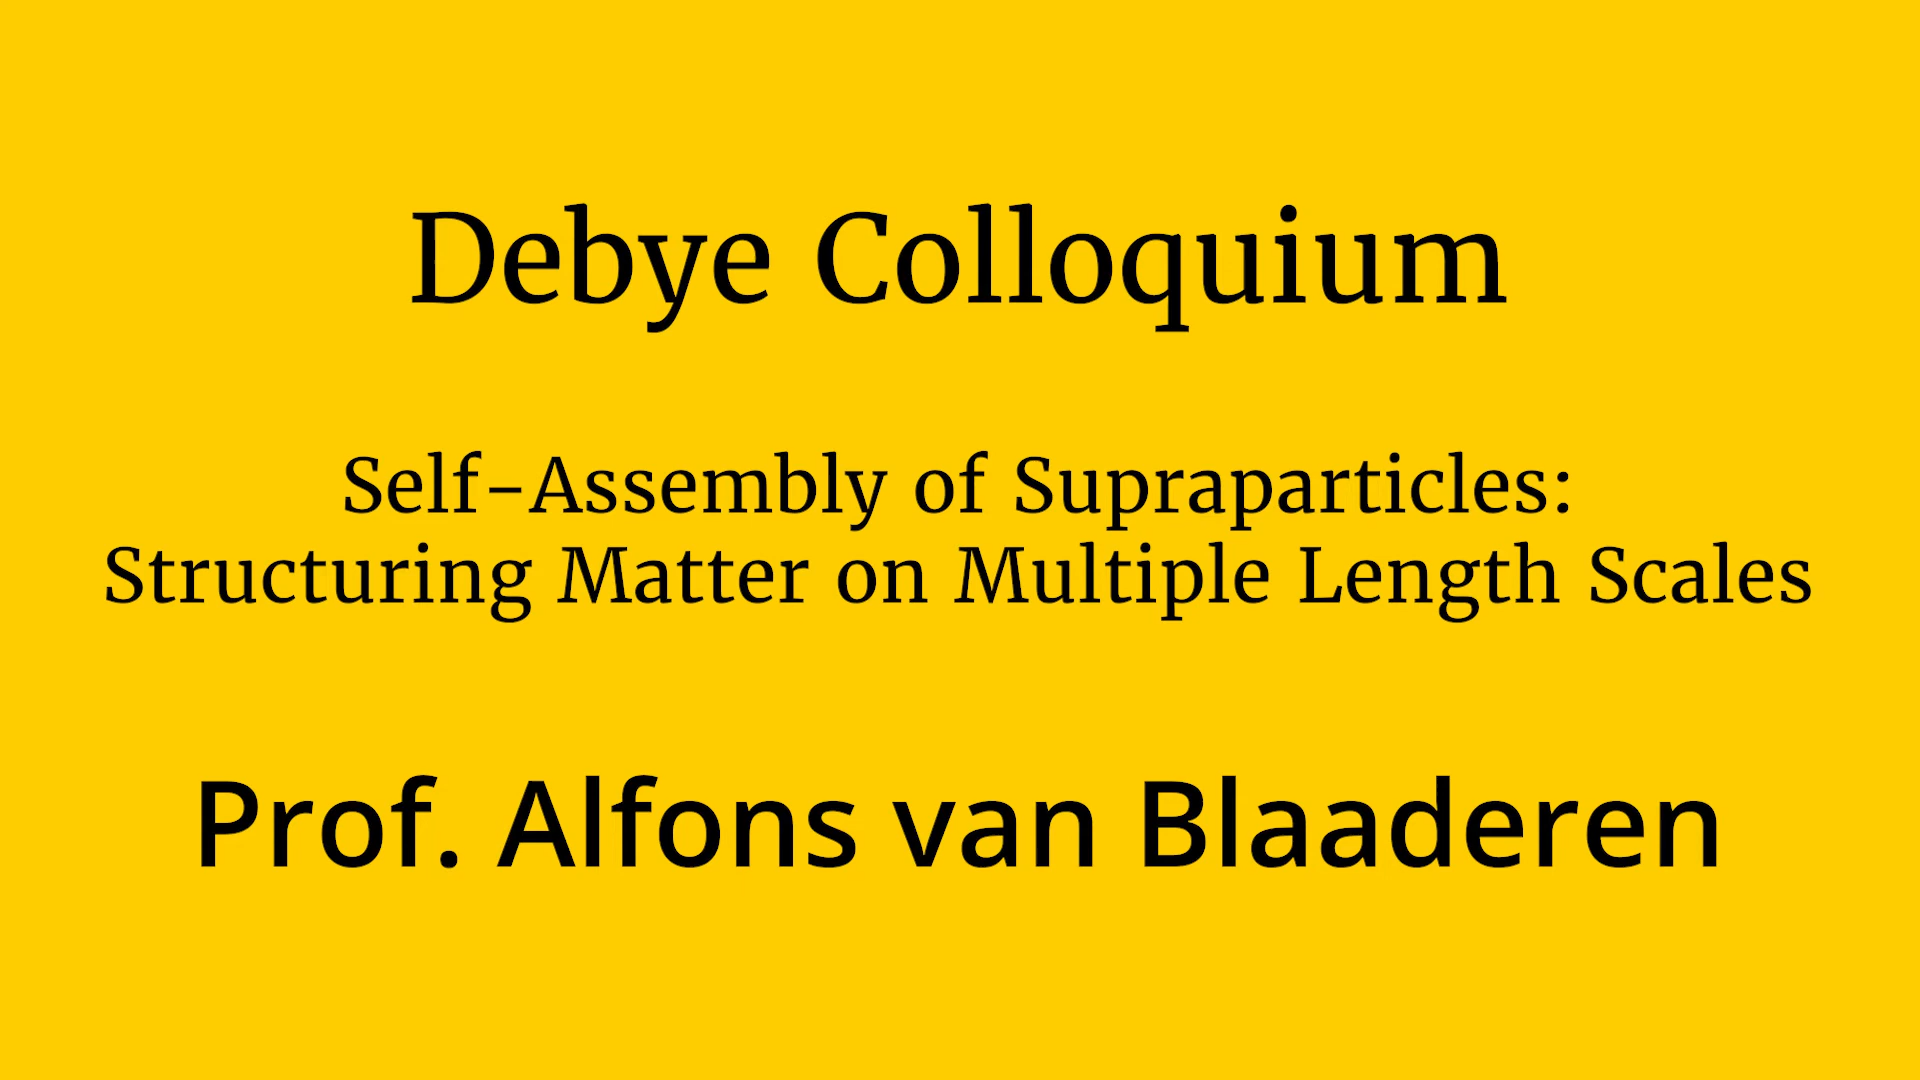 Debye Colloquium
Self-Assembly of Supraparticles:
Structuring Matter on Multiple Length Scales
Prof. Alfons van Blaaderen